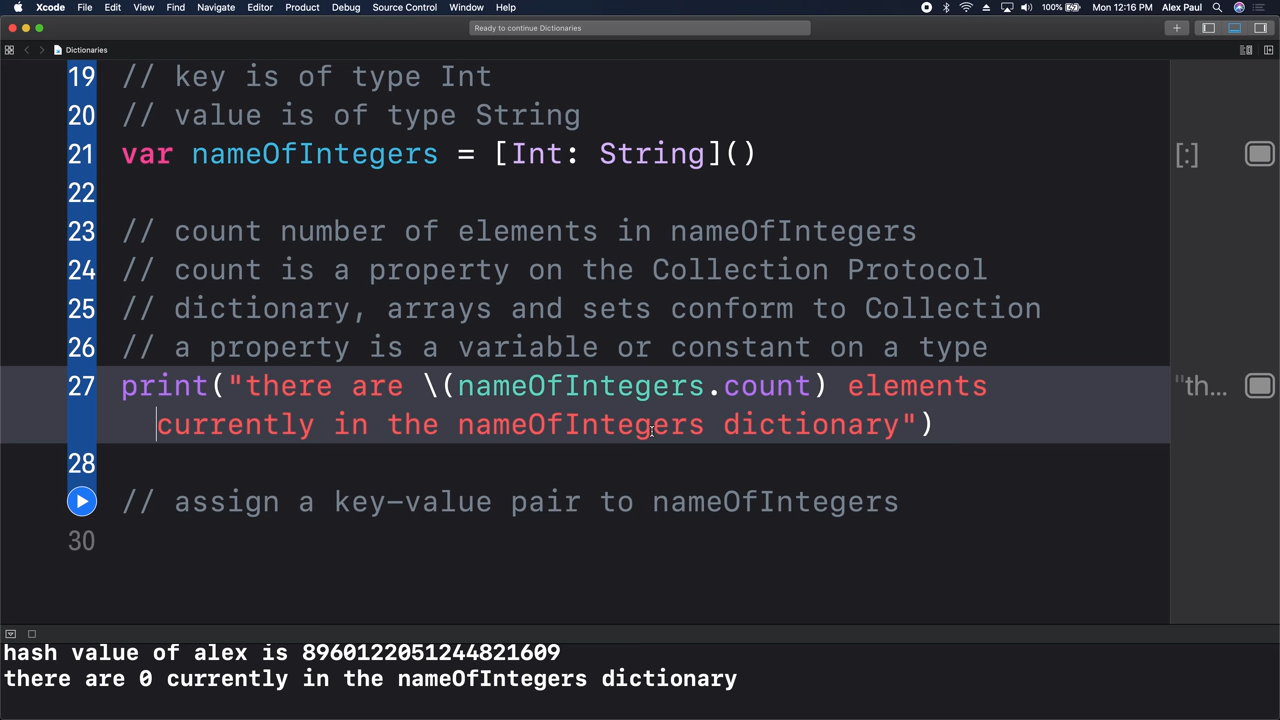 Xcode File Edit View Find Navigate Editor Product Debug Source Control Window Help 100% Mon 12:16 PM Alex Paul
Ready to continue Dictionaries
Dictionaries
19 // key is of type Int
20 // value is of type String
21 var nameOfIntegers = [Int: String]() [:]
22
23 // count number of elements in nameOfIntegers
24 // count is a property on the Collection Protocol
25 // dictionary, arrays and sets conform to Collection
26 // a property is a variable or constant on a type
27 print("there are \(nameOfIntegers.count) elements "th...
currently in the nameOfIntegers dictionary")
28
// assign a key-value pair to nameOfIntegers
30
hash value of alex is 8960122051244821609
there are 0 currently in the nameOfIntegers dictionary